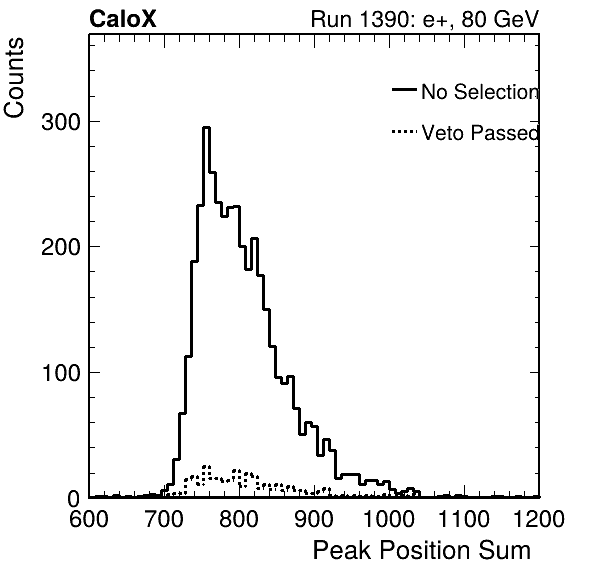 CaloX Run 1390: e+, 80 GeV
Counts
No Selection
Veto Passed
300
200
100
0
600 700 800 900 1000 1100 1200
Peak Position Sum